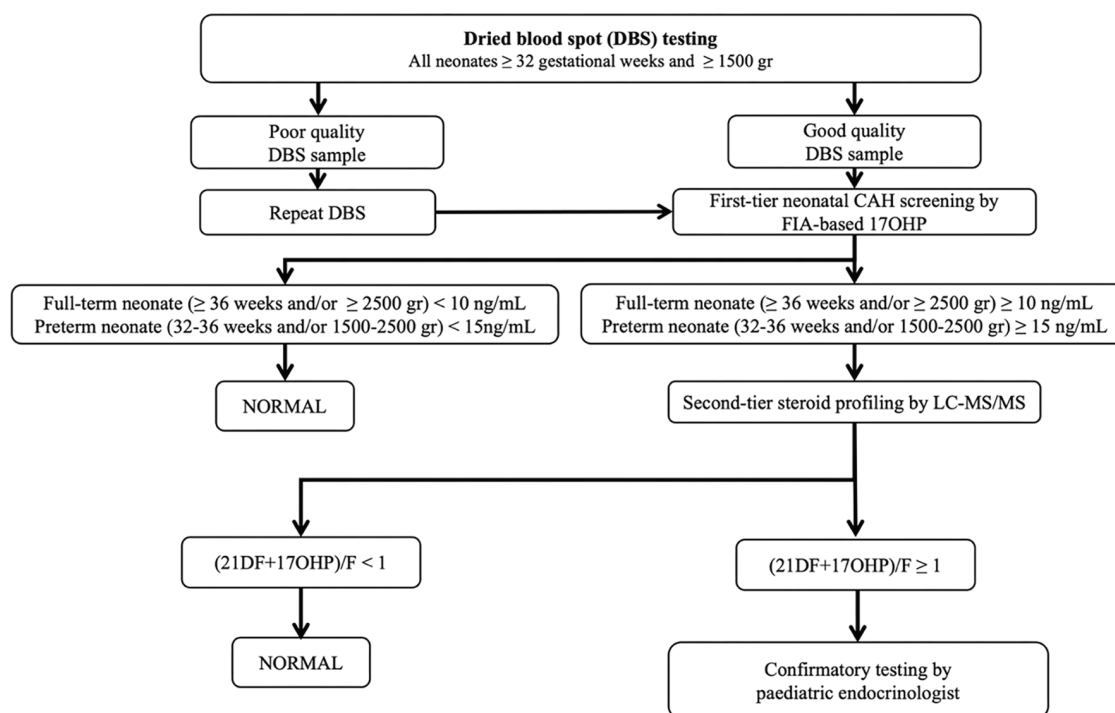 Dried blood spot (DBS) testing
All neonates ≥ 32 gestational weeks and ≥ 1500 gr
Poor quality
DBS sample
Good quality
DBS sample
Repeat DBS
First-tier neonatal CAH screening by
FIA-based 17OHP
Full-term neonate (≥ 36 weeks and/or ≥ 2500 gr) < 10 ng/mL
Preterm neonate (32-36 weeks and/or 1500-2500 gr) < 15ng/mL
Full-term neonate (≥ 36 weeks and/or ≥ 2500 gr) ≥ 10 ng/mL
Preterm neonate (32-36 weeks and/or 1500-2500 gr) ≥ 15 ng/mL
NORMAL
Second-tier steroid profiling by LC-MS/MS
(21DF+17OHP)/F < 1
(21DF+17OHP)/F ≥ 1
NORMAL
Confirmatory testing by
paediatric endocrinologist